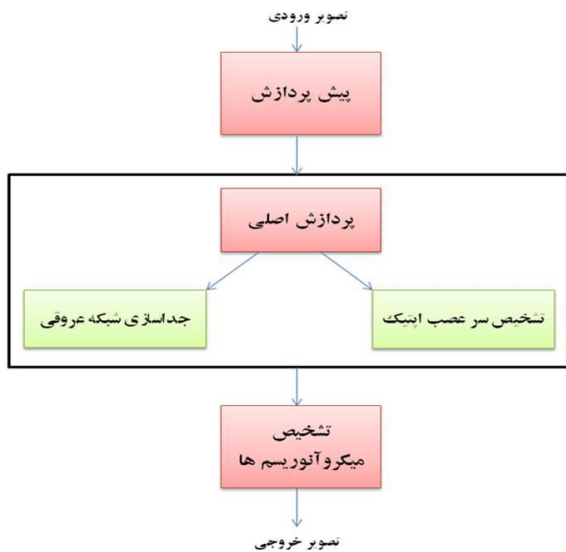 تصویر ورودی
پیش پردازش
پردازش اصلی
تشخیص سر عصب اپتیک
جداسازی شبکه عروقی
تشخیص
میکروآنوریسم ها
تصویر خروجی